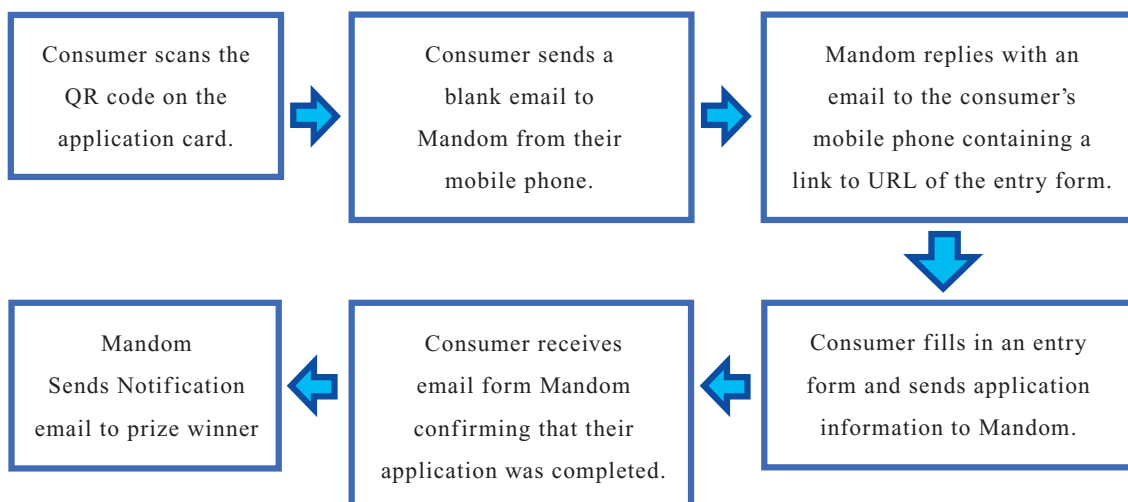 Consumer scans the
QR code on the
application card.
Consumer sends a
blank email to
Mandom from their
mobile phone.
Mandom replies with an
email to the consumer’s
mobile phone containing a
link to URL of the entry form.
Consumer fills in an entry
form and sends application
information to Mandom.
Consumer receives
email form Mandom
confirming that their
application was completed.
Mandom
Sends Notification
email to prize winner